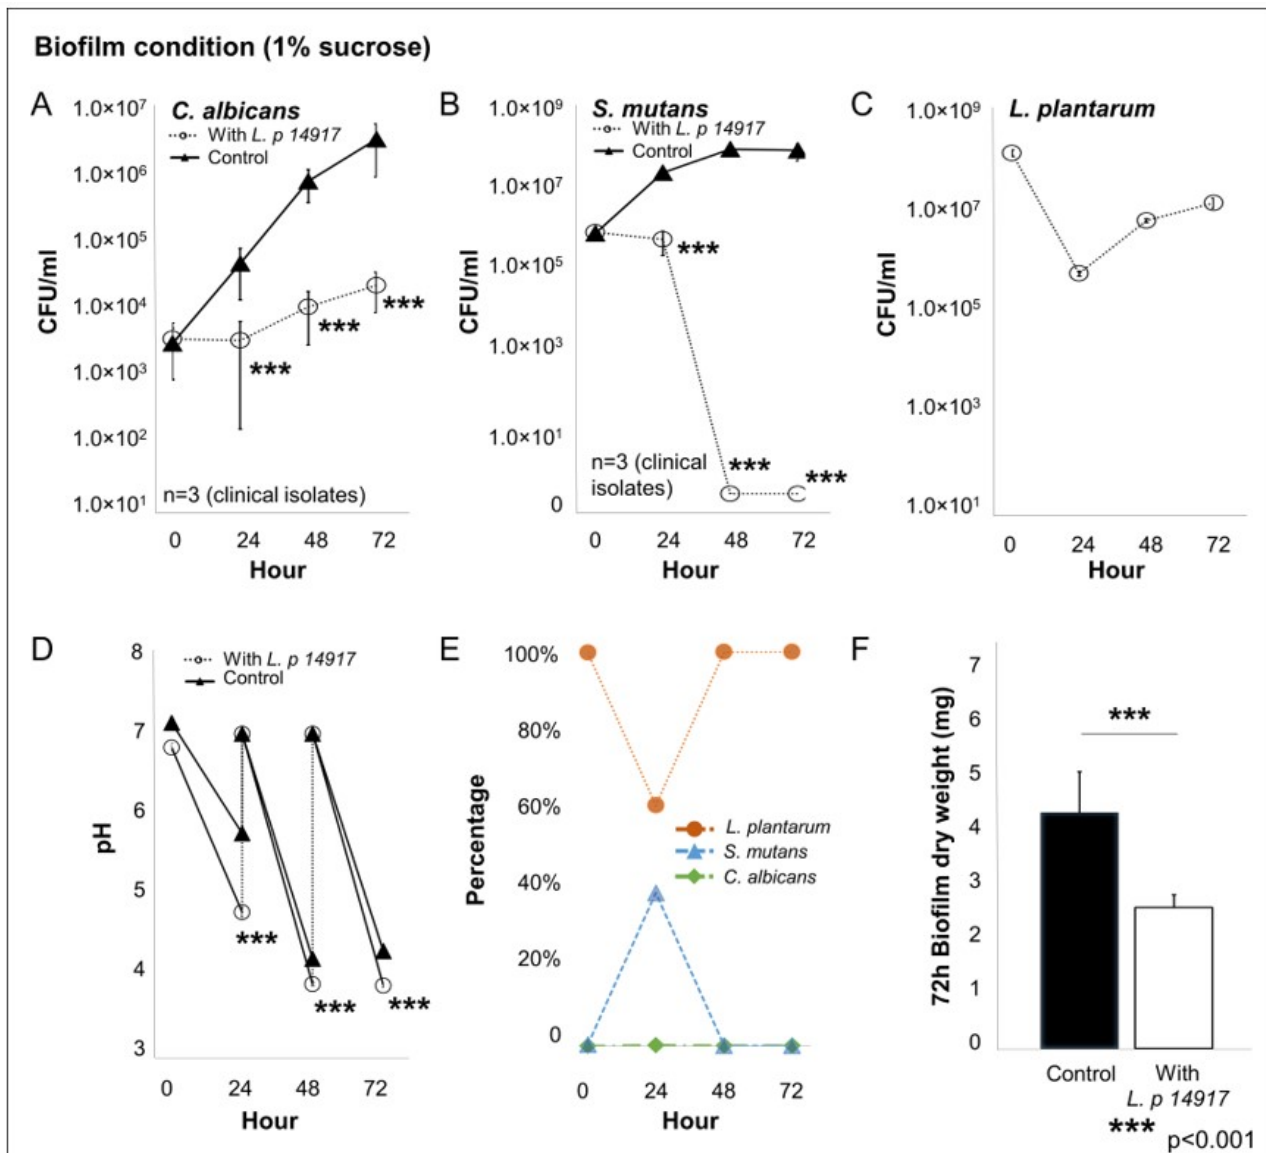 Biofilm condition (1% sucrose)
A
C. albicans
With L. p 14917
Control
1.0×10⁷
1.0×10⁶
1.0×10⁵
1.0×10⁴
1.0×10³
1.0×10²
1.0×10¹
CFU/ml
***
***
***
n=3 (clinical isolates)
0 24 48 72
Hour
B
S. mutans
With L. p 14917
Control
1.0×10⁹
1.0×10⁷
1.0×10⁵
1.0×10³
1.0×10¹
0
CFU/ml
***
***
***
n=3 (clinical
isolates)
0 24 48 72
Hour
C
L. plantarum
1.0×10⁹
1.0×10⁷
1.0×10⁵
1.0×10³
1.0×10¹
CFU/ml
0 24 48 72
Hour
D
With L. p 14917
Control
8
7
6
5
4
3
pH
***
***
***
0 24 48 72
Hour
E
100%
80%
60%
40%
20%
0
Percentage
L. plantarum
S. mutans
C. albicans
0 24 48 72
Hour
F
7
6
5
4
3
2
1
0
72h Biofilm dry weight (mg)
***
Control With
L. p 14917
*** p<0.001